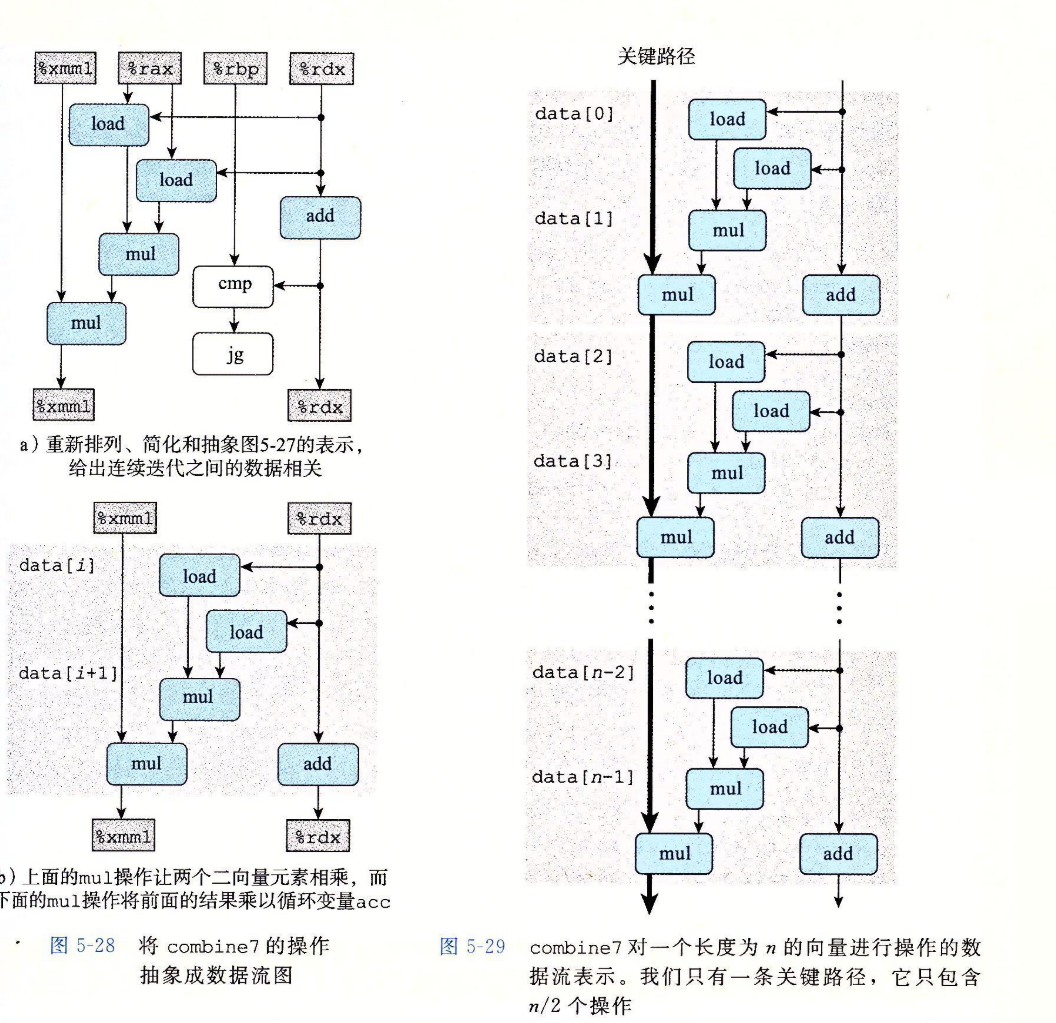 %xmm1 %rax %rbp %rdx
load
load
add
mul
cmp
mul
jg
%xmm1 %rdx
a）重新排列、简化和抽象图5-27的表示，
给出连续迭代之间的数据相关
%xmm1 %rdx
data[i]
load
load
data[i+1]
mul
mul add
%xmm1 %rdx
b）上面的mul操作让两个二向量元素相乘，而
下面的mul操作将前面的结果乘以循环变量acc
图 5-28 将 combine7 的操作
抽象成数据流图
关键路径
data[0]
load
load
data[1]
mul
mul add
data[2]
load
load
data[3]
mul
mul add
data[n-2]
load
load
data[n-1]
mul
mul add
图 5-29 combine7 对一个长度为 n 的向量进行操作的数
据流表示。我们只有一条关键路径，它只包含
n/2 个操作